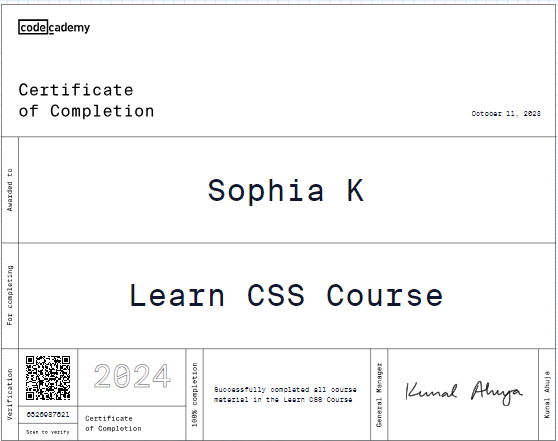 codecademy
Certificate
of Completion
October 11, 2023
Awarded to
Sophia K
For completing
Learn CSS Course
Verification
Scan to verify
2024
Certificate
of Completion
100% completion
Successfully completed all course
material in the Learn CSS Course
General Manager
Kunal Ahuja
Kunal Ahuja